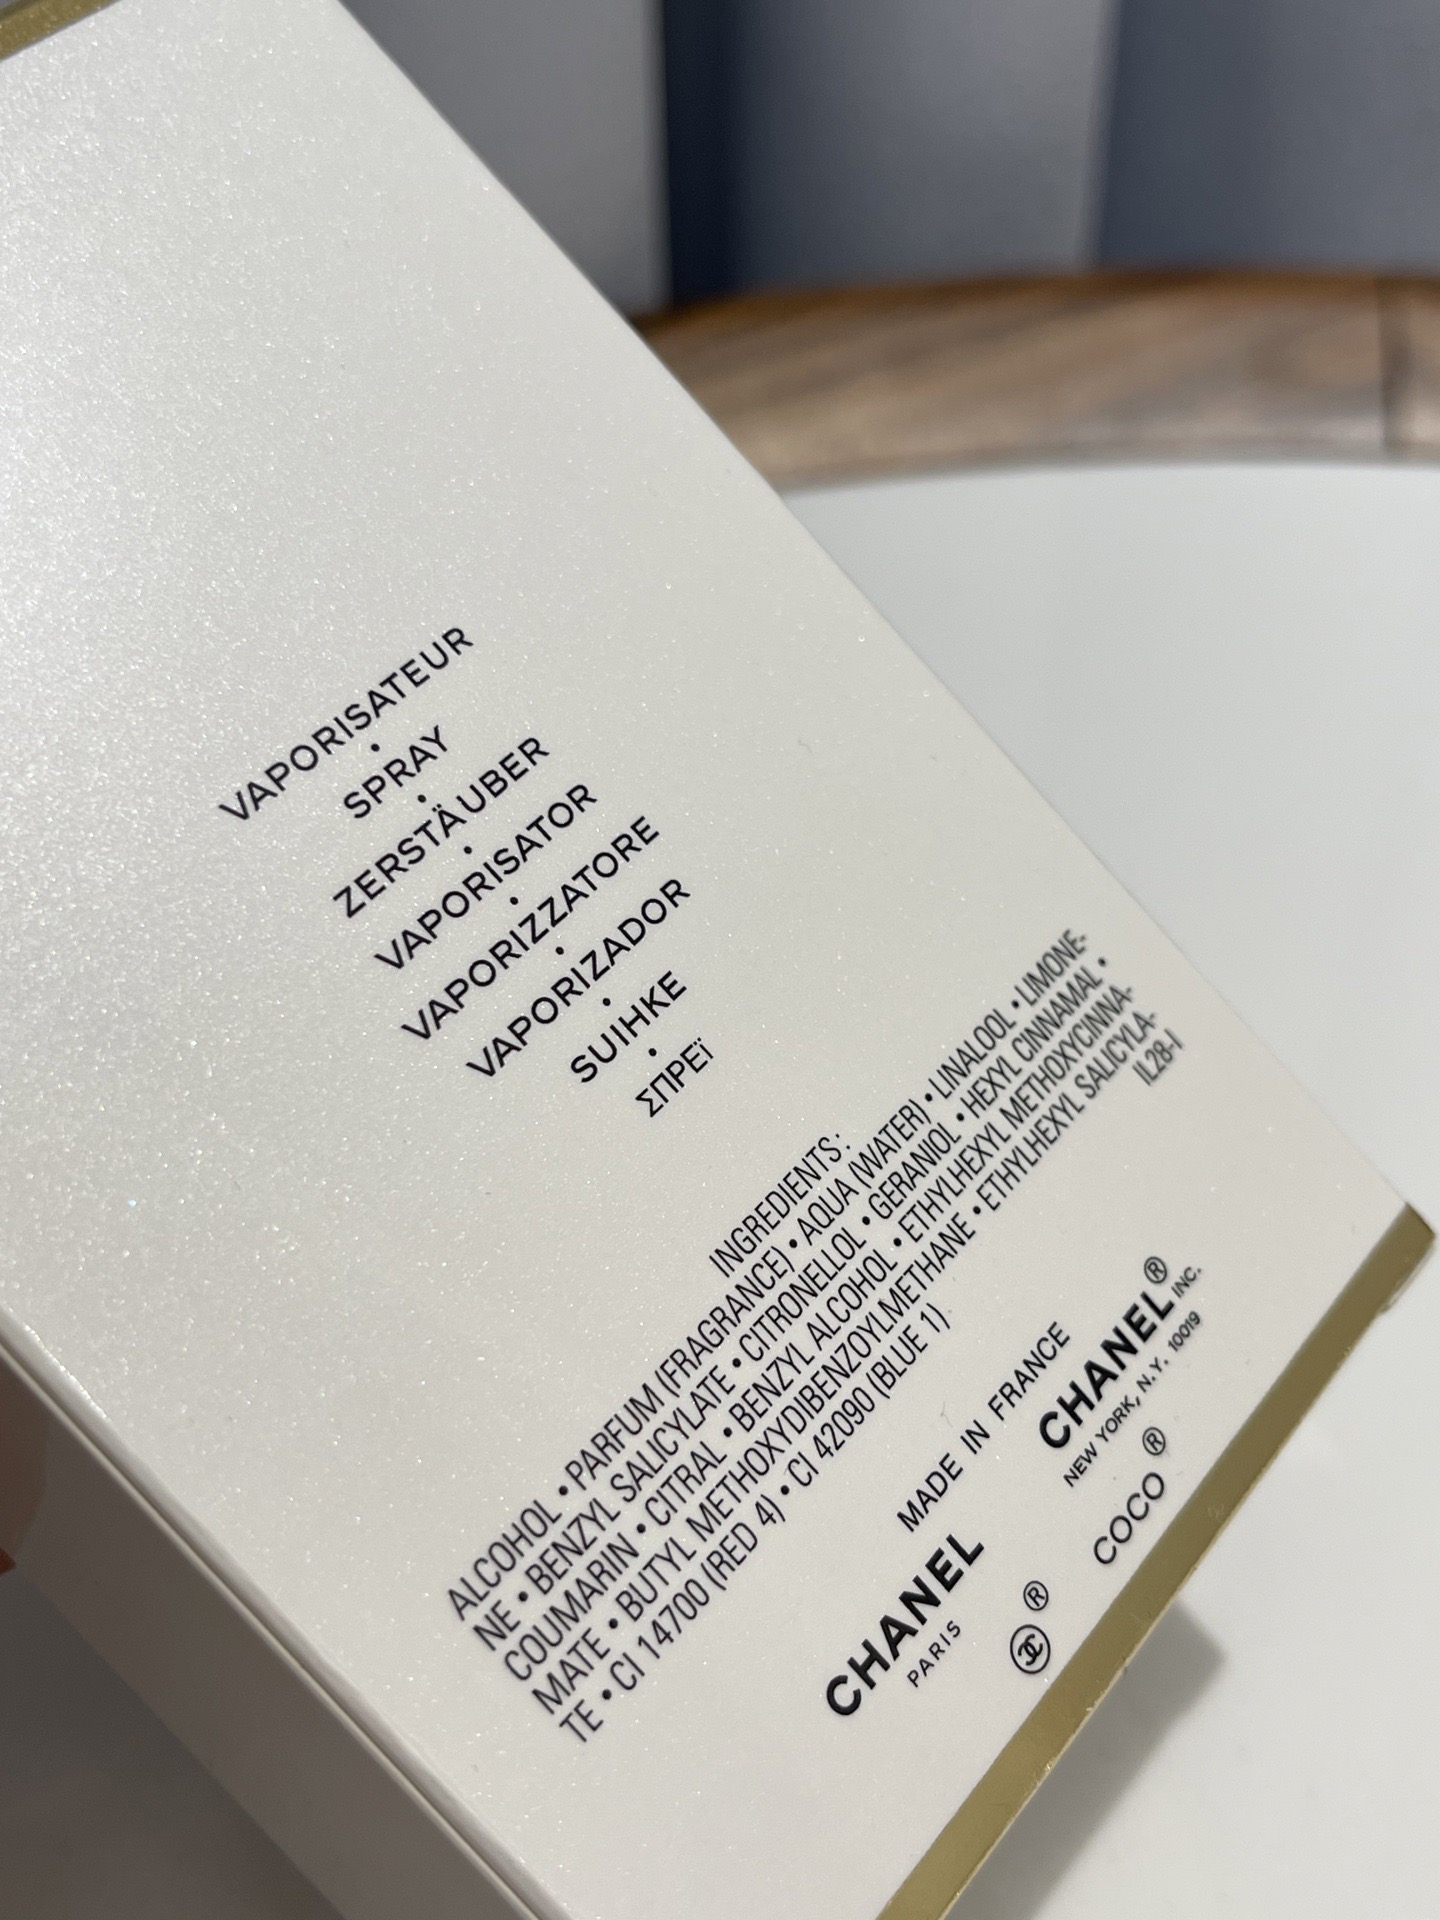 VAPORISATEUR
•
SPRAY
•
ZERSTÄUBER
•
VAPORISATOR
•
VAPORIZZATORE
•
VAPORIZADOR
•
SUIHKE
•
ΣΠΡΕΪ
INGREDIENTS :
ALCOHOL • PARFUM (FRAGRANCE) • AQUA (WATER) • LINALOOL • LIMONE-
NE • BENZYL SALICYLATE • CITRONELLOL • GERANIOL • HEXYL CINNAMAL •
COUMARIN • CITRAL • BENZYL ALCOHOL • ETHYLHEXYL METHOXYCINNA-
MATE • BUTYL METHOXYDIBENZOYLMETHANE • ETHYLHEXYL SALICYLA-
TE • CI 14700 (RED 4) • CI 42090 (BLUE 1) IL28-I
MADE IN FRANCE
CHANEL CHANEL® INC.
PARIS NEW YORK, N.Y. 10019
® COCO ®